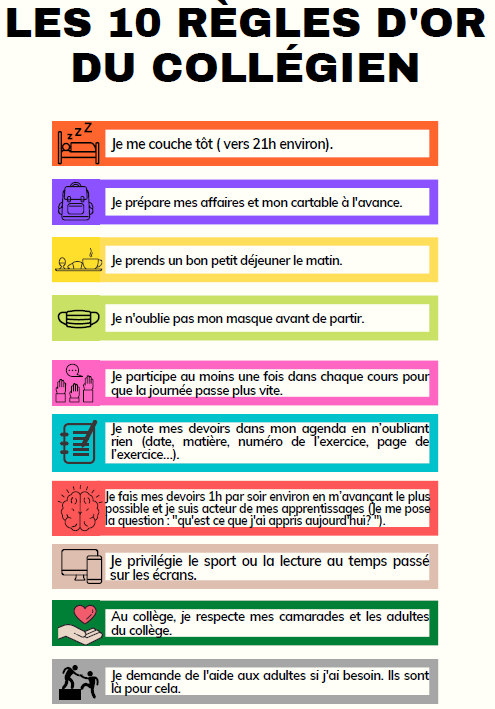 LES 10 RÈGLES D'OR
DU COLLÉGIEN
z z Z
Je me couche tôt ( vers 21h environ).
Je prépare mes affaires et mon cartable à l'avance.
Je prends un bon petit déjeuner le matin.
Je n'oublie pas mon masque avant de partir.
Je participe au moins une fois dans chaque cours pour
que la journée passe plus vite.
Je note mes devoirs dans mon agenda en n'oubliant
rien (date, matière, numéro de l'exercice, page de
l'exercice...).
Je fais mes devoirs 1h par soir environ en m'avançant le plus
possible et je suis acteur de mes apprentissages (Je me pose
la question : "qu'est ce que j'ai appris aujourd'hui? ").
Je privilégie le sport ou la lecture au temps passé
sur les écrans.
Au collège, je respecte mes camarades et les adultes
du collège.
Je demande de l'aide aux adultes si j'ai besoin. Ils sont
là pour cela.